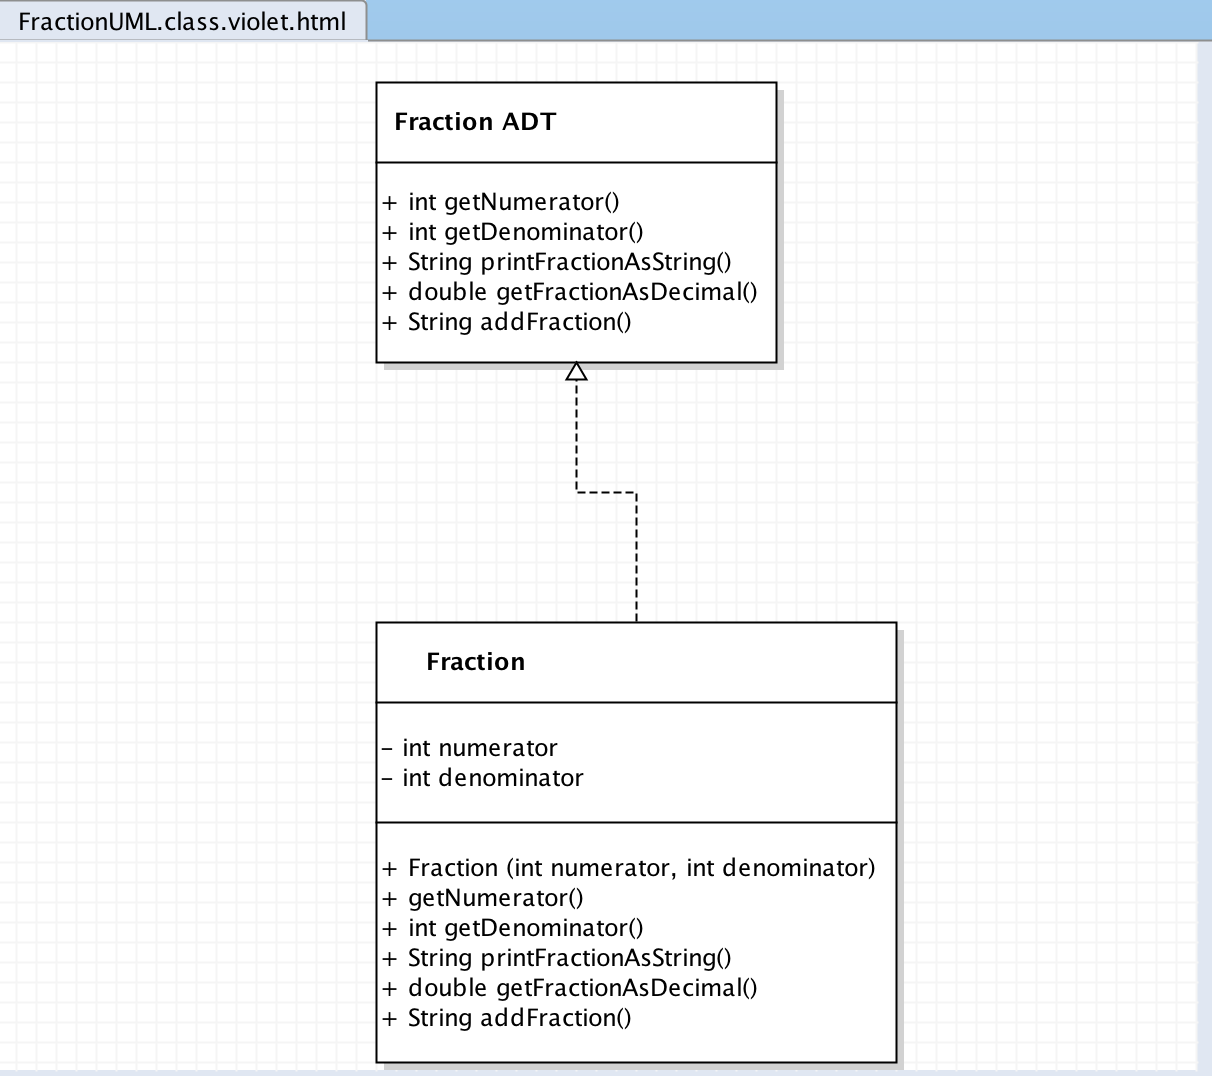 FractionUML.class.violet.html
Fraction ADT
+ int getNumerator()
+ int getDenominator()
+ String printFractionAsString()
+ double getFractionAsDecimal()
+ String addFraction()
Fraction
- int numerator
- int denominator
+ Fraction (int numerator, int denominator)
+ getNumerator()
+ int getDenominator()
+ String printFractionAsString()
+ double getFractionAsDecimal()
+ String addFraction()